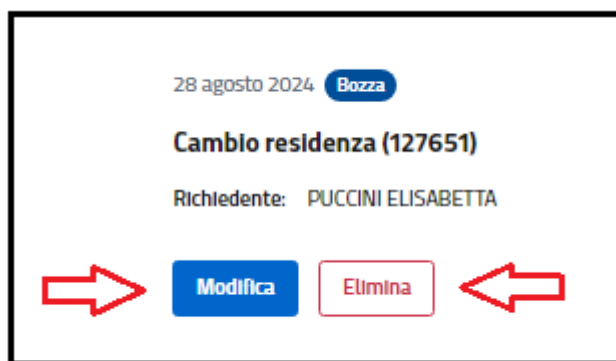 28 agosto 2024 Bozza
Cambio residenza (127651)
Richiedente: PUCCINI ELISABETTA
Modifica Elimina